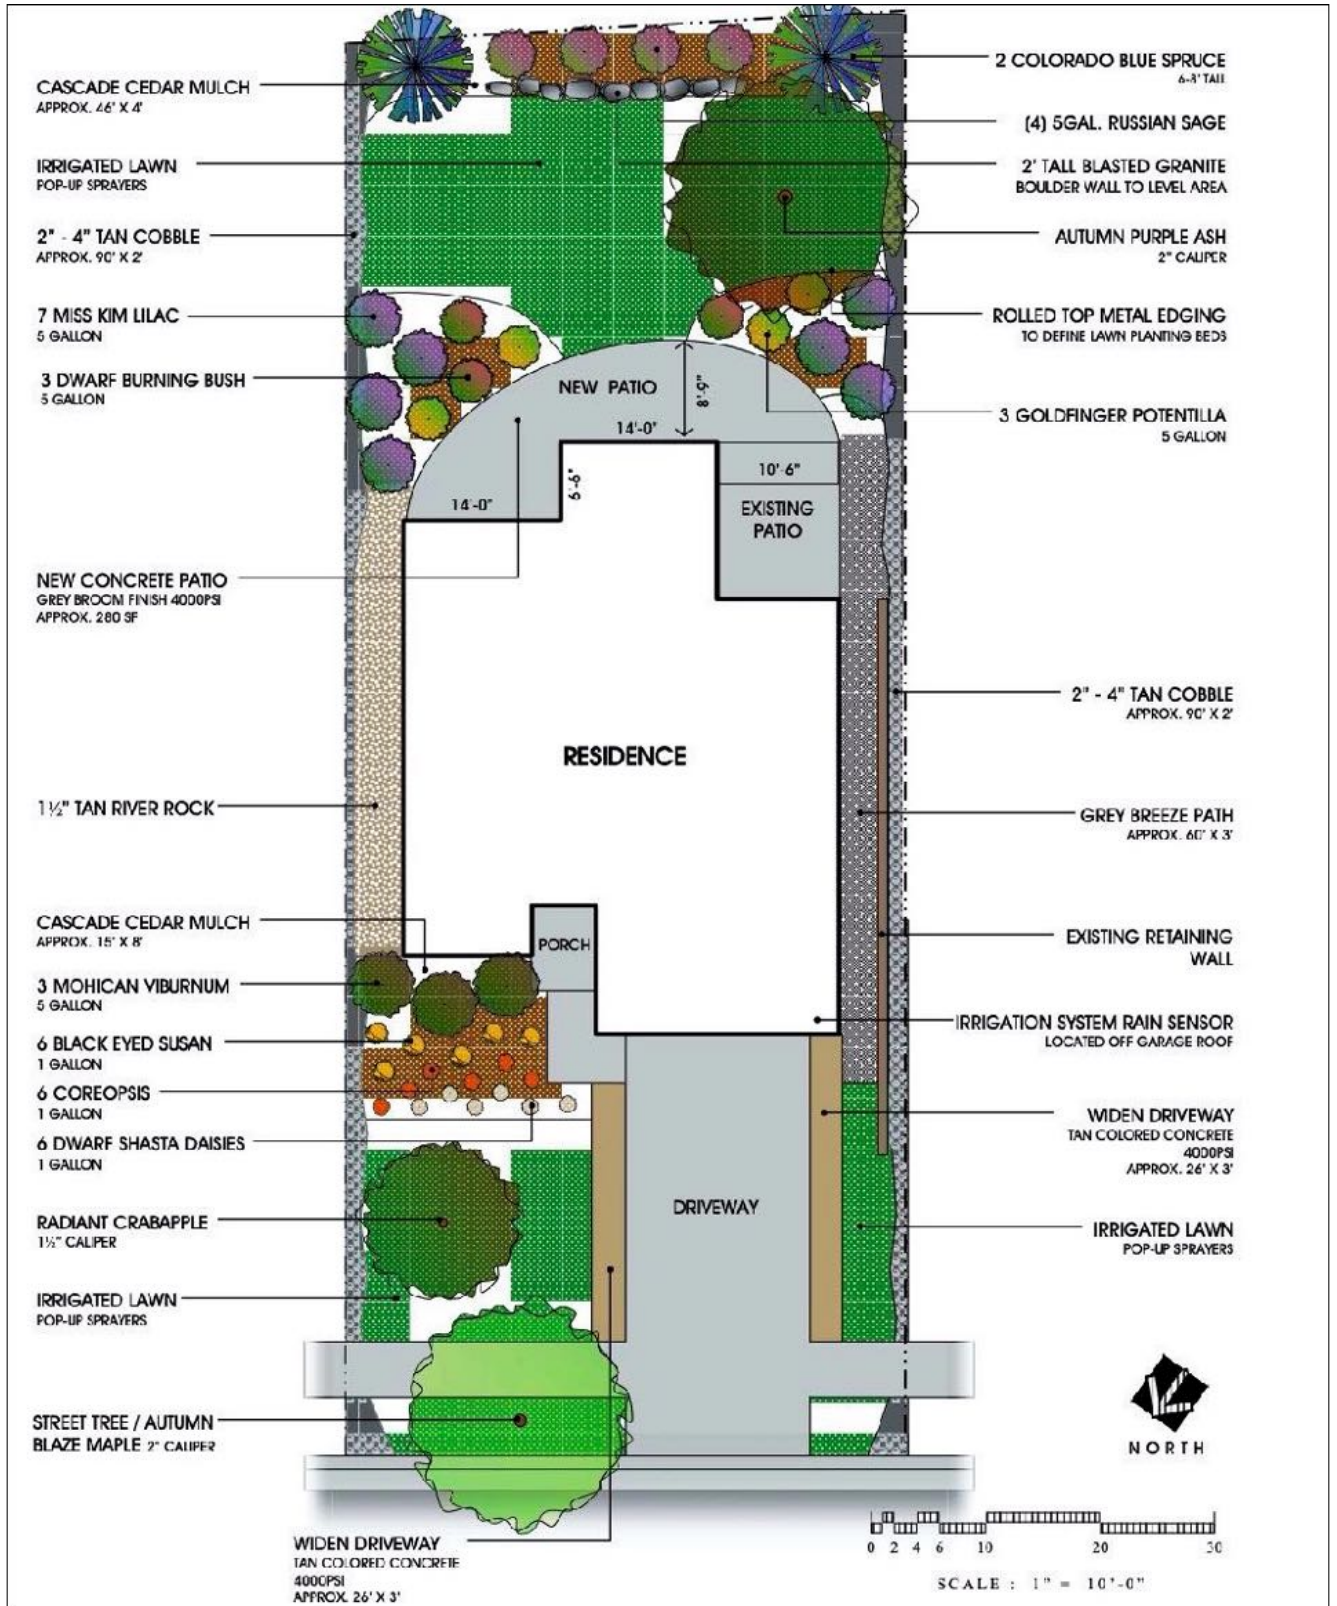 CASCADE CEDAR MULCH
APPROX. 46' X 4'
IRRIGATED LAWN
POP-UP SPRAYERS
2" - 4" TAN COBBLE
APPROX. 90' X 2'
7 MISS KIM LILAC
5 GALLON
3 DWARF BURNING BUSH
5 GALLON
NEW CONCRETE PATIO
GREY BROOM FINISH 4000PSI
APPROX. 280 SF
1½" TAN RIVER ROCK
CASCADE CEDAR MULCH
APPROX. 15' X 8'
3 MOHICAN VIBURNUM
5 GALLON
6 BLACK EYED SUSAN
1 GALLON
6 COREOPSIS
1 GALLON
6 DWARF SHASTA DAISIES
1 GALLON
RADIANT CRABAPPLE
1½" CALIPER
IRRIGATED LAWN
POP-UP SPRAYERS
STREET TREE / AUTUMN
BLAZE MAPLE 2" CALIPER
WIDEN DRIVEWAY
TAN COLORED CONCRETE
4000PSI
APPROX. 26' X 3'
NEW PATIO
8'-9"
14'-0"
6'-6"
14'-0"
10'-6"
EXISTING
PATIO
RESIDENCE
PORCH
DRIVEWAY
2 COLORADO BLUE SPRUCE
6-8' TALL
(4) 5GAL. RUSSIAN SAGE
2' TALL BLASTED GRANITE
BOULDER WALL TO LEVEL AREA
AUTUMN PURPLE ASH
2" CALIPER
ROLLED TOP METAL EDGING
TO DEFINE LAWN PLANTING BEDS
3 GOLDFINGER POTENTILLA
5 GALLON
2" - 4" TAN COBBLE
APPROX. 90' X 2'
GREY BREEZE PATH
APPROX. 60' X 3'
EXISTING RETAINING
WALL
IRRIGATION SYSTEM RAIN SENSOR
LOCATED OFF GARAGE ROOF
WIDEN DRIVEWAY
TAN COLORED CONCRETE
4000PSI
APPROX. 26' X 3'
IRRIGATED LAWN
POP-UP SPRAYERS
NORTH
0 2 4 6 10 20 30
SCALE : 1" = 10'-0"